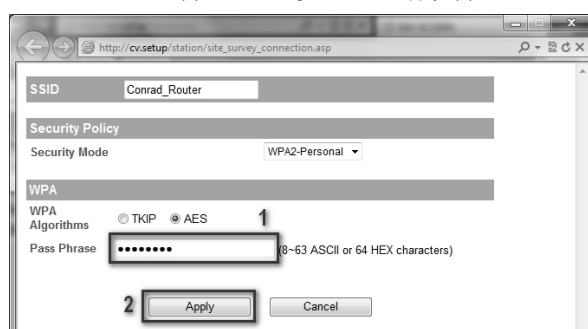 http://cv.setup/station/site_survey_connection.asp
SSID Conrad_Router
Security Policy
Security Mode WPA2-Personal
WPA
WPA Algorithms TKIP AES 1
Pass Phrase •••••••• (8~63 ASCII or 64 HEX characters)
2 Apply Cancel